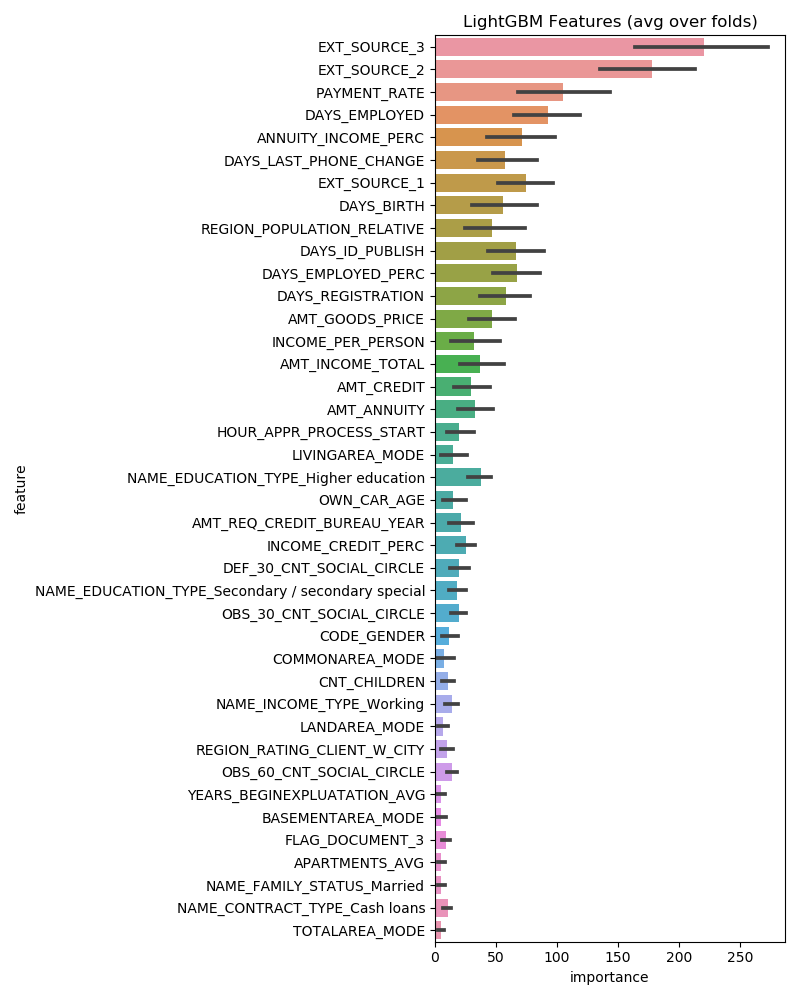 LightGBM Features (avg over folds)
EXT_SOURCE_3
EXT_SOURCE_2
PAYMENT_RATE
DAYS_EMPLOYED
ANNUITY_INCOME_PERC
DAYS_LAST_PHONE_CHANGE
EXT_SOURCE_1
DAYS_BIRTH
REGION_POPULATION_RELATIVE
DAYS_ID_PUBLISH
DAYS_EMPLOYED_PERC
DAYS_REGISTRATION
AMT_GOODS_PRICE
INCOME_PER_PERSON
AMT_INCOME_TOTAL
AMT_CREDIT
AMT_ANNUITY
HOUR_APPR_PROCESS_START
LIVINGAREA_MODE
NAME_EDUCATION_TYPE_Higher education
OWN_CAR_AGE
AMT_REQ_CREDIT_BUREAU_YEAR
INCOME_CREDIT_PERC
DEF_30_CNT_SOCIAL_CIRCLE
NAME_EDUCATION_TYPE_Secondary / secondary special
OBS_30_CNT_SOCIAL_CIRCLE
CODE_GENDER
COMMONAREA_MODE
CNT_CHILDREN
NAME_INCOME_TYPE_Working
LANDAREA_MODE
REGION_RATING_CLIENT_W_CITY
OBS_60_CNT_SOCIAL_CIRCLE
YEARS_BEGINEXPLUATATION_AVG
BASEMENTAREA_MODE
FLAG_DOCUMENT_3
APARTMENTS_AVG
NAME_FAMILY_STATUS_Married
NAME_CONTRACT_TYPE_Cash loans
TOTALAREA_MODE
feature
0 50 100 150 200 250
importance